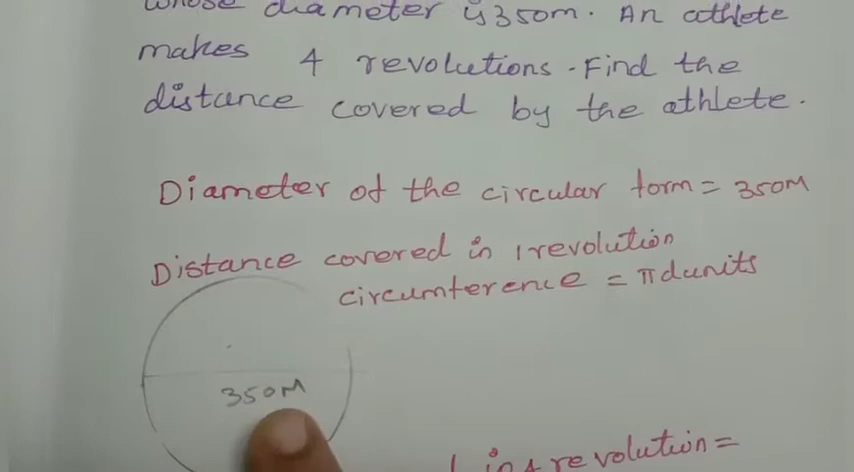 whose diameter is 350m. An athlete
makes 4 revolutions. Find the
distance covered by the athlete.
Diameter of the circular form = 350M
Distance covered in 1 revolution
circumference = πd units
350M
in 4 revolution =